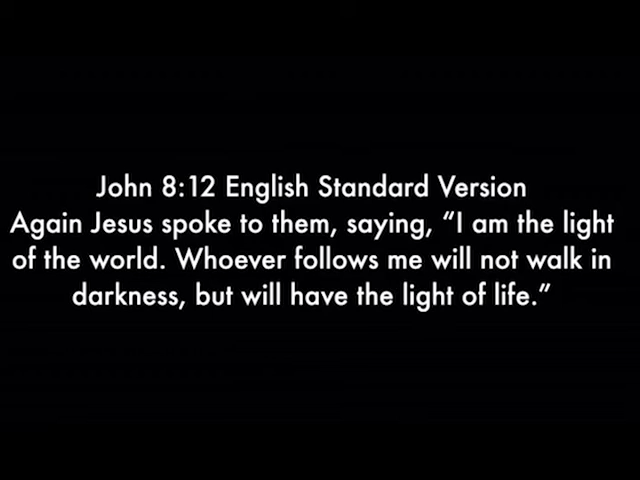 John 8:12 English Standard Version
Again Jesus spoke to them, saying, “I am the light
of the world. Whoever follows me will not walk in
darkness, but will have the light of life.”